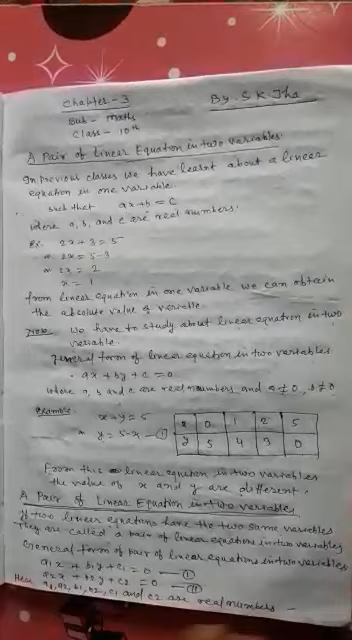 Chapter-3 By. S.K. Jha
Sub- Maths
Class- 10th
A Pair of Linear Equation in two variables.
In previous classes we have learnt about a linear
equation in one variable.
such that ax+b = c
where a, b, and c are real numbers.
Ex. 2x+3 = 5
or 2x = 5-3
or 2x = 2
x = 1
from linear equation in one variable we can obtain
the absolute value of variable.
Now we have to study about linear equation in two
variable.
General form of linear equation in two variables
ax + by + c = 0
where a, b and c are real numbers and a ≠ 0, b ≠ 0
Example x+y = 5
or y = 5-x - (I)
x 0 1 2 5
y 5 4 3 0
From this linear equation in two variables
the value of x and y are different.
A Pair of Linear Equation in two variable
If two linear equations have the two same variables
They are called a pair of linear equations in two variables
General form of pair of linear equations in two variables
a1x + b1y + c1 = 0 - (I)
a2x + b2y + c2 = 0 - (II)
Here a1, a2, b1, b2, c1 and c2 are real numbers -